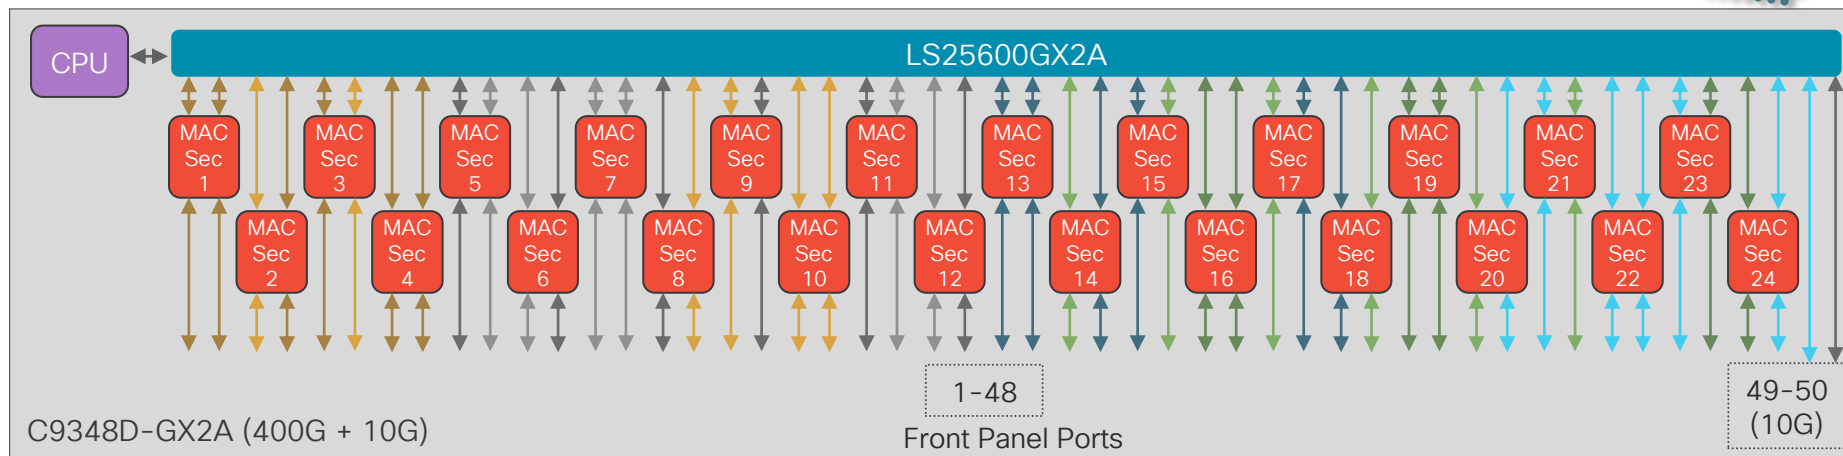 CPU
LS25600GX2A
MAC
Sec
1
MAC
Sec
3
MAC
Sec
5
MAC
Sec
7
MAC
Sec
9
MAC
Sec
11
MAC
Sec
13
MAC
Sec
15
MAC
Sec
17
MAC
Sec
19
MAC
Sec
21
MAC
Sec
23
MAC
Sec
2
MAC
Sec
4
MAC
Sec
6
MAC
Sec
8
MAC
Sec
10
MAC
Sec
12
MAC
Sec
14
MAC
Sec
16
MAC
Sec
18
MAC
Sec
20
MAC
Sec
22
MAC
Sec
24
1-48
49-50
(10G)
C9348D-GX2A (400G + 10G)
Front Panel Ports